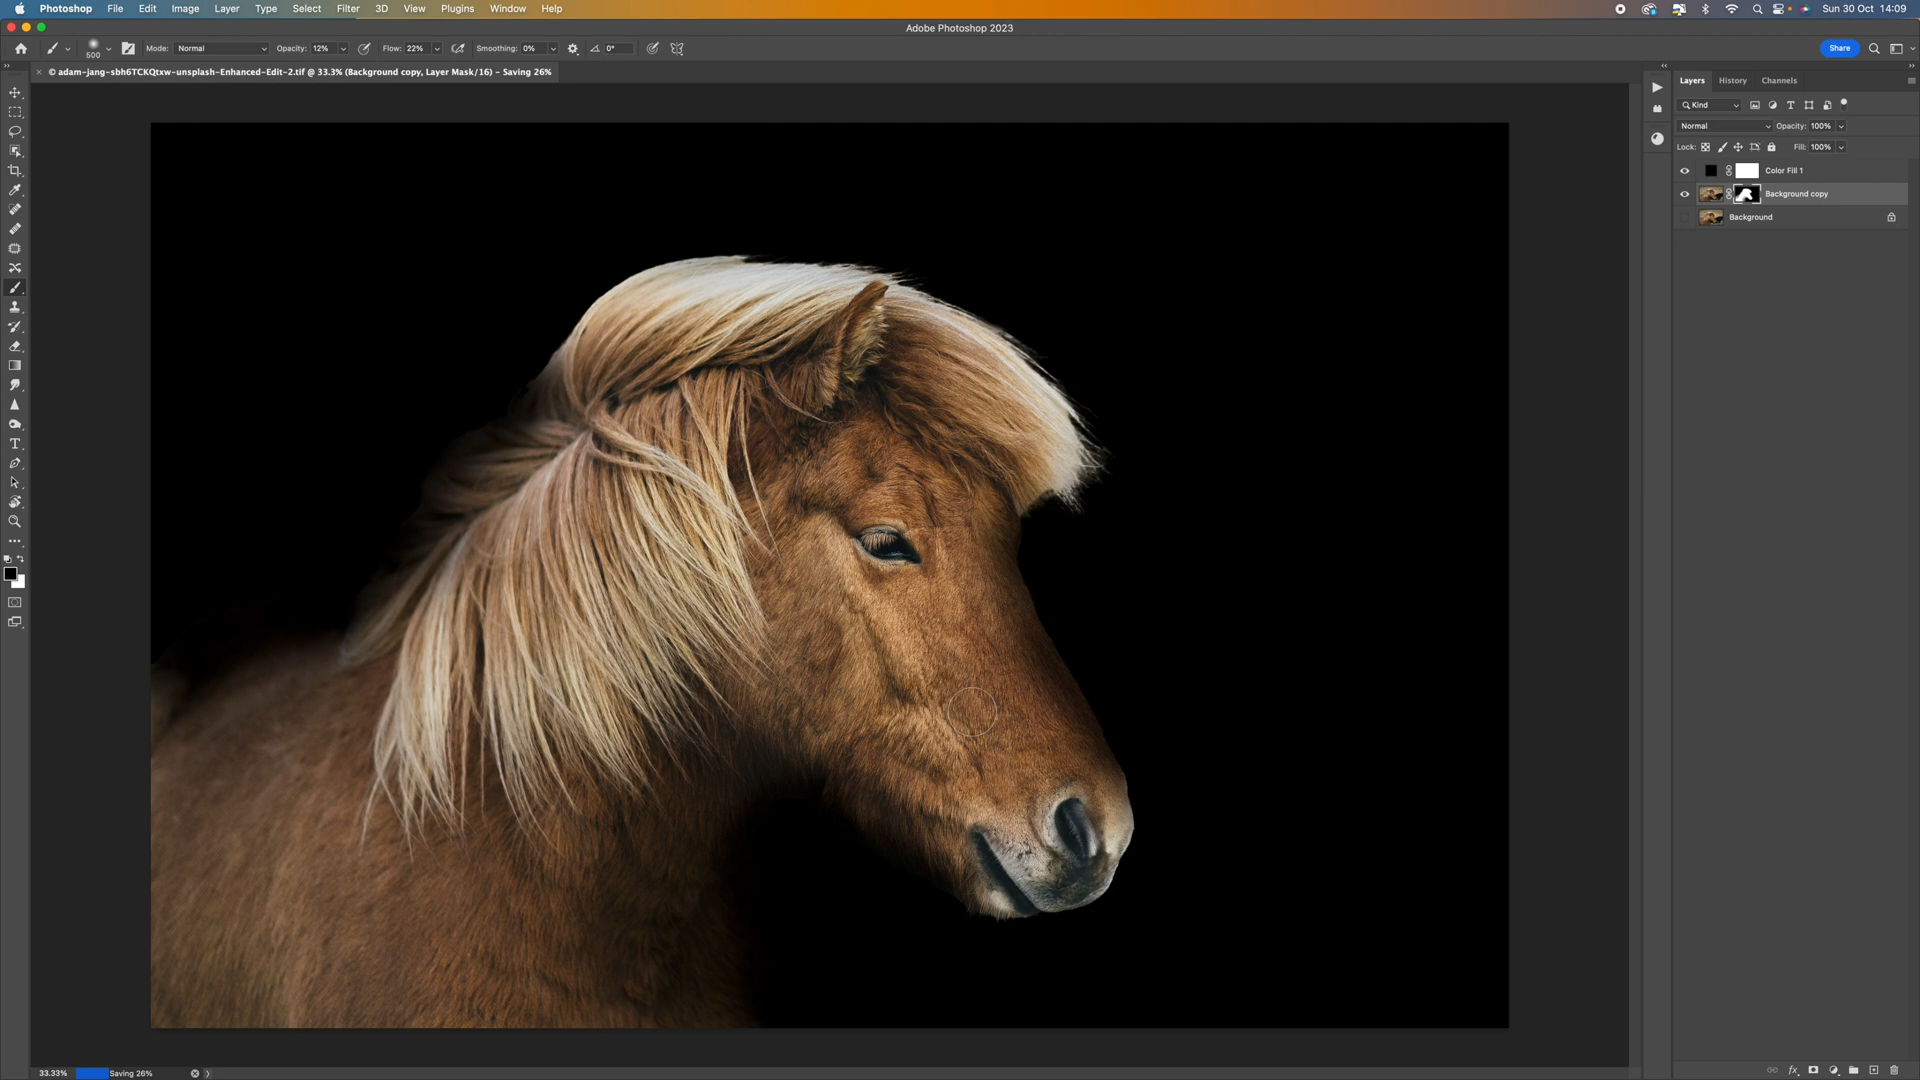 Photoshop File Edit Image Layer Type Select Filter 3D View Plugins Window Help Sun 30 Oct 14:09
Adobe Photoshop 2023
500 Mode: Normal Opacity: 12% Flow: 22% Smoothing: 0% 0° Share
× © adam-jang-sbh6TCKQtxw-unsplash-Enhanced-Edit-2.tif @ 33.3% (Background copy, Layer Mask/16) - Saving 26%
Layers History Channels
Kind
Normal Opacity: 100%
Lock: Fill: 100%
Color Fill 1
Background copy
Background
33.33% Saving 26%